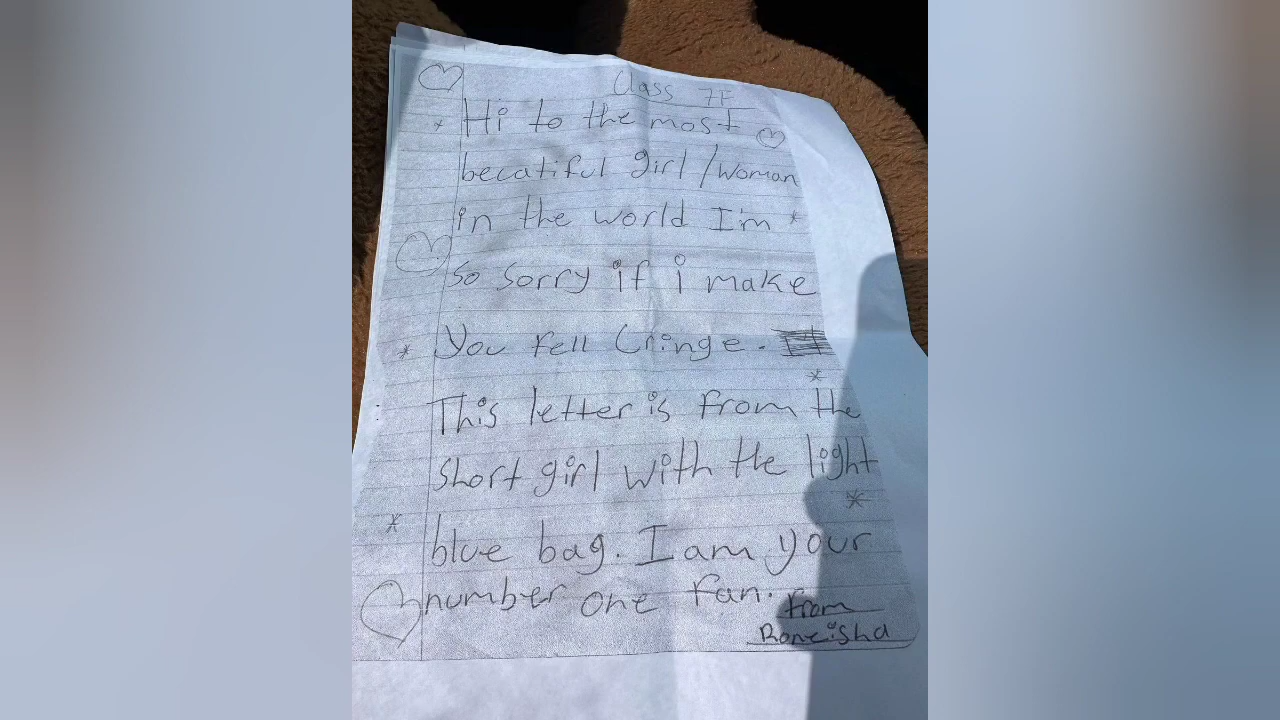 Class 7F
Hi to the most
becatiful girl/woman
in the world I'm
so sorry if i make
you fell Cringe.
This letter is from the
short girl with the light
blue bag. I am your
number one fan.
from
Roneisha